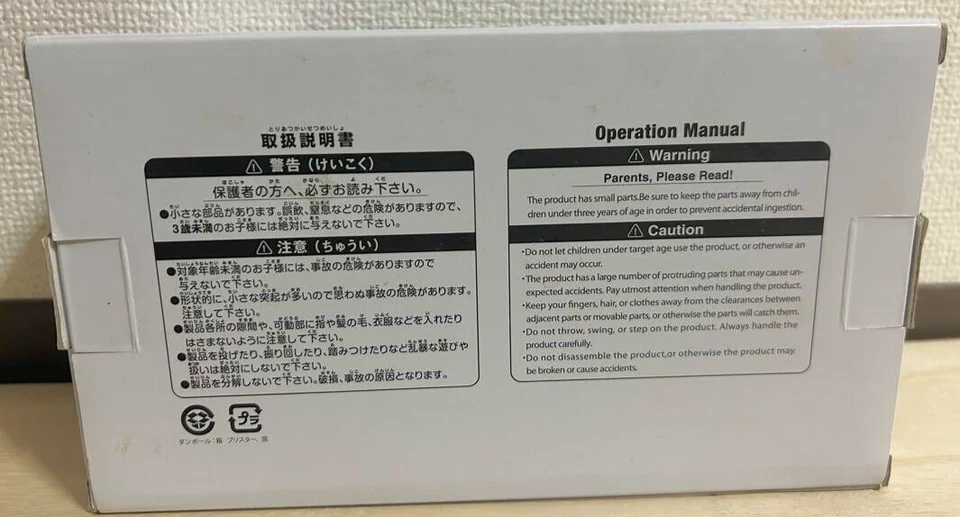 取扱説明書
とりあつかいせつめいしょ
⚠ 警告（けいこく）
保護者の方へ、必ずお読み下さい。
●小さな部品があります。誤飲、窒息などの危険がありますので、
3歳未満のお子様には絶対に与えないで下さい。
⚠ 注意（ちゅうい）
●対象年齢未満のお子様には、事故の危険がありますので
与えないで下さい。
●形状的に、小さな突起が多いので思わぬ事故の危険があります。
注意して下さい。
●製品各所の隙間や、可動部に指や髪の毛、衣服などを入れたり
はさまないように注意して下さい。
●製品を投げたり、振り回したり、踏みつけたりなど乱暴な遊びや
扱いは絶対にしないで下さい。
●製品を分解しないで下さい。破損、事故の原因となります。
プラ
ダンボール：箱 ブリスター、袋
Operation Manual
⚠ Warning
Parents, Please Read!
The product has small parts.Be sure to keep the parts away from chil-
dren under three years of age in order to prevent accidental ingestion.
⚠ Caution
・Do not let children under target age use the product, or otherwise an
accident may occur.
・The product has a large number of protruding parts that may cause un-
expected accidents. Pay utmost attention when handling the product.
・Keep your fingers, hair, or clothes away from the clearances between
adjacent parts or movable parts, or otherwise the parts will catch them.
・Do not throw, swing, or step on the product. Always handle the
product carefully.
・Do not disassemble the product,or otherwise the product may
be broken or cause accidents.